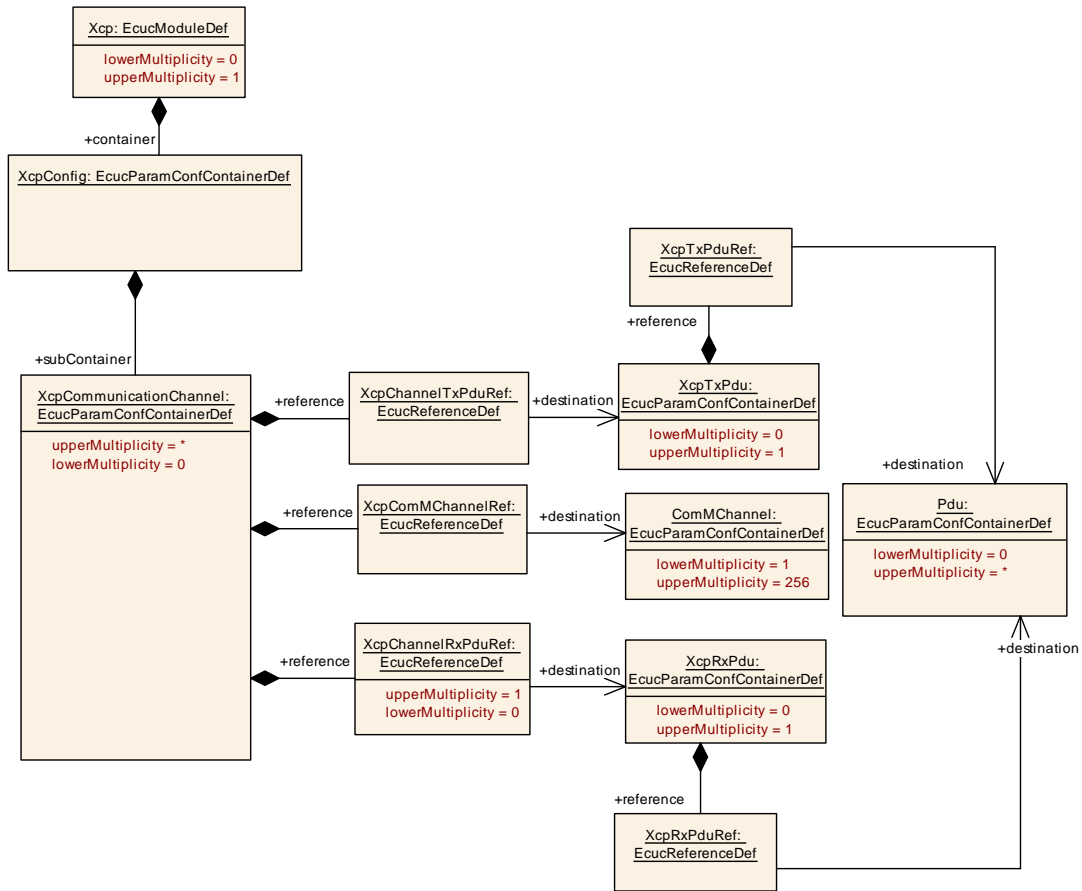 Xcp: EcucModuleDef
lowerMultiplicity = 0
upperMultiplicity = 1
+container
XcpConfig: EcucParamConfContainerDef
+subContainer
XcpCommunicationChannel:
EcucParamConfContainerDef
upperMultiplicity = *
lowerMultiplicity = 0
+reference
XcpChannelTxPduRef:
EcucReferenceDef
+destination
XcpTxPdu:
EcucParamConfContainerDef
lowerMultiplicity = 0
upperMultiplicity = 1
+reference
XcpTxPduRef:
EcucReferenceDef
+destination
+reference
XcpComMChannelRef:
EcucReferenceDef
+destination
ComMChannel:
EcucParamConfContainerDef
lowerMultiplicity = 1
upperMultiplicity = 256
Pdu:
EcucParamConfContainerDef
lowerMultiplicity = 0
upperMultiplicity = *
+reference
XcpChannelRxPduRef:
EcucReferenceDef
upperMultiplicity = 1
lowerMultiplicity = 0
+destination
XcpRxPdu:
EcucParamConfContainerDef
lowerMultiplicity = 0
upperMultiplicity = 1
+destination
+reference
XcpRxPduRef:
EcucReferenceDef